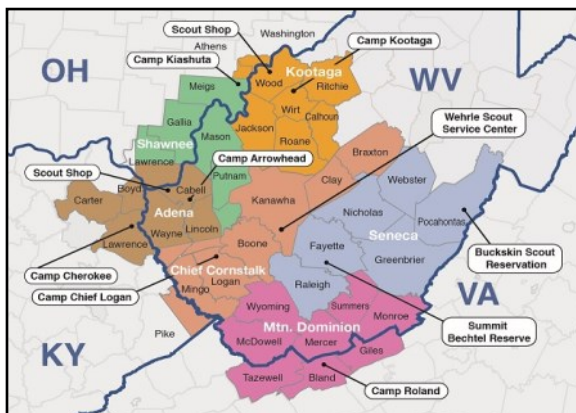 Washington
Scout Shop
Camp Kootaga
Athens
OH
Camp Kiashuta
Wood
Kootaga
WV
Ritchie
Meigs
Wirt
Calhoun
Wehrle Scout
Service Center
Gallia
Mason
Jackson
Roane
Shawnee
Braxton
Lawrence
Camp Arrowhead
Clay
Webster
Scout Shop
Boyd
Cabell
Putnam
Kanawha
Carter
Nicholas
Pocahontas
Adena
Lincoln
Seneca
Wayne
Boone
Fayette
Lawrence
Greenbrier
Buckskin Scout
Reservation
Camp Cherokee
Chief Cornstalk
Camp Chief Logan
Logan
Raleigh
Mingo
Wyoming
Summers
VA
Monroe
Pike
Mtn. Dominion
Summit
Bechtel Reserve
KY
McDowell
Mercer
Giles
Tazewell
Bland
Camp Roland